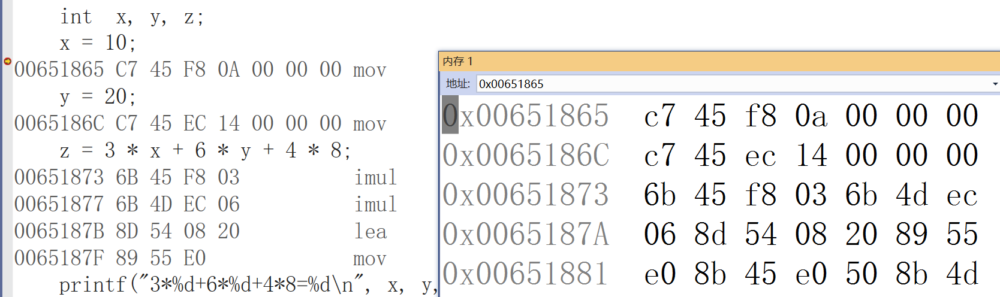 int  x, y, z;
x = 10;
00651865 C7 45 F8 0A 00 00 00 mov
y = 20;
0065186C C7 45 EC 14 00 00 00 mov
z = 3 * x + 6 * y + 4 * 8;
00651873 6B 45 F8 03 imul
00651877 6B 4D EC 06 imul
0065187B 8D 54 08 20 lea
0065187F 89 55 E0 mov
printf("3*%d+6*%d+4*8=%d\n", x, y,
内存 1
地址: 0x00651865
0x00651865 c7 45 f8 0a 00 00 00
0x0065186C c7 45 ec 14 00 00 00
0x00651873 6b 45 f8 03 6b 4d ec
0x0065187A 06 8d 54 08 20 89 55
0x00651881 e0 8b 45 e0 50 8b 4d